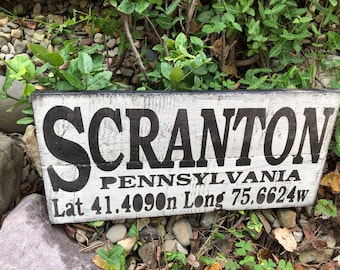 SCRANTON
PENNSYLVANIA
Lat 41.4090n Long 75.6624w